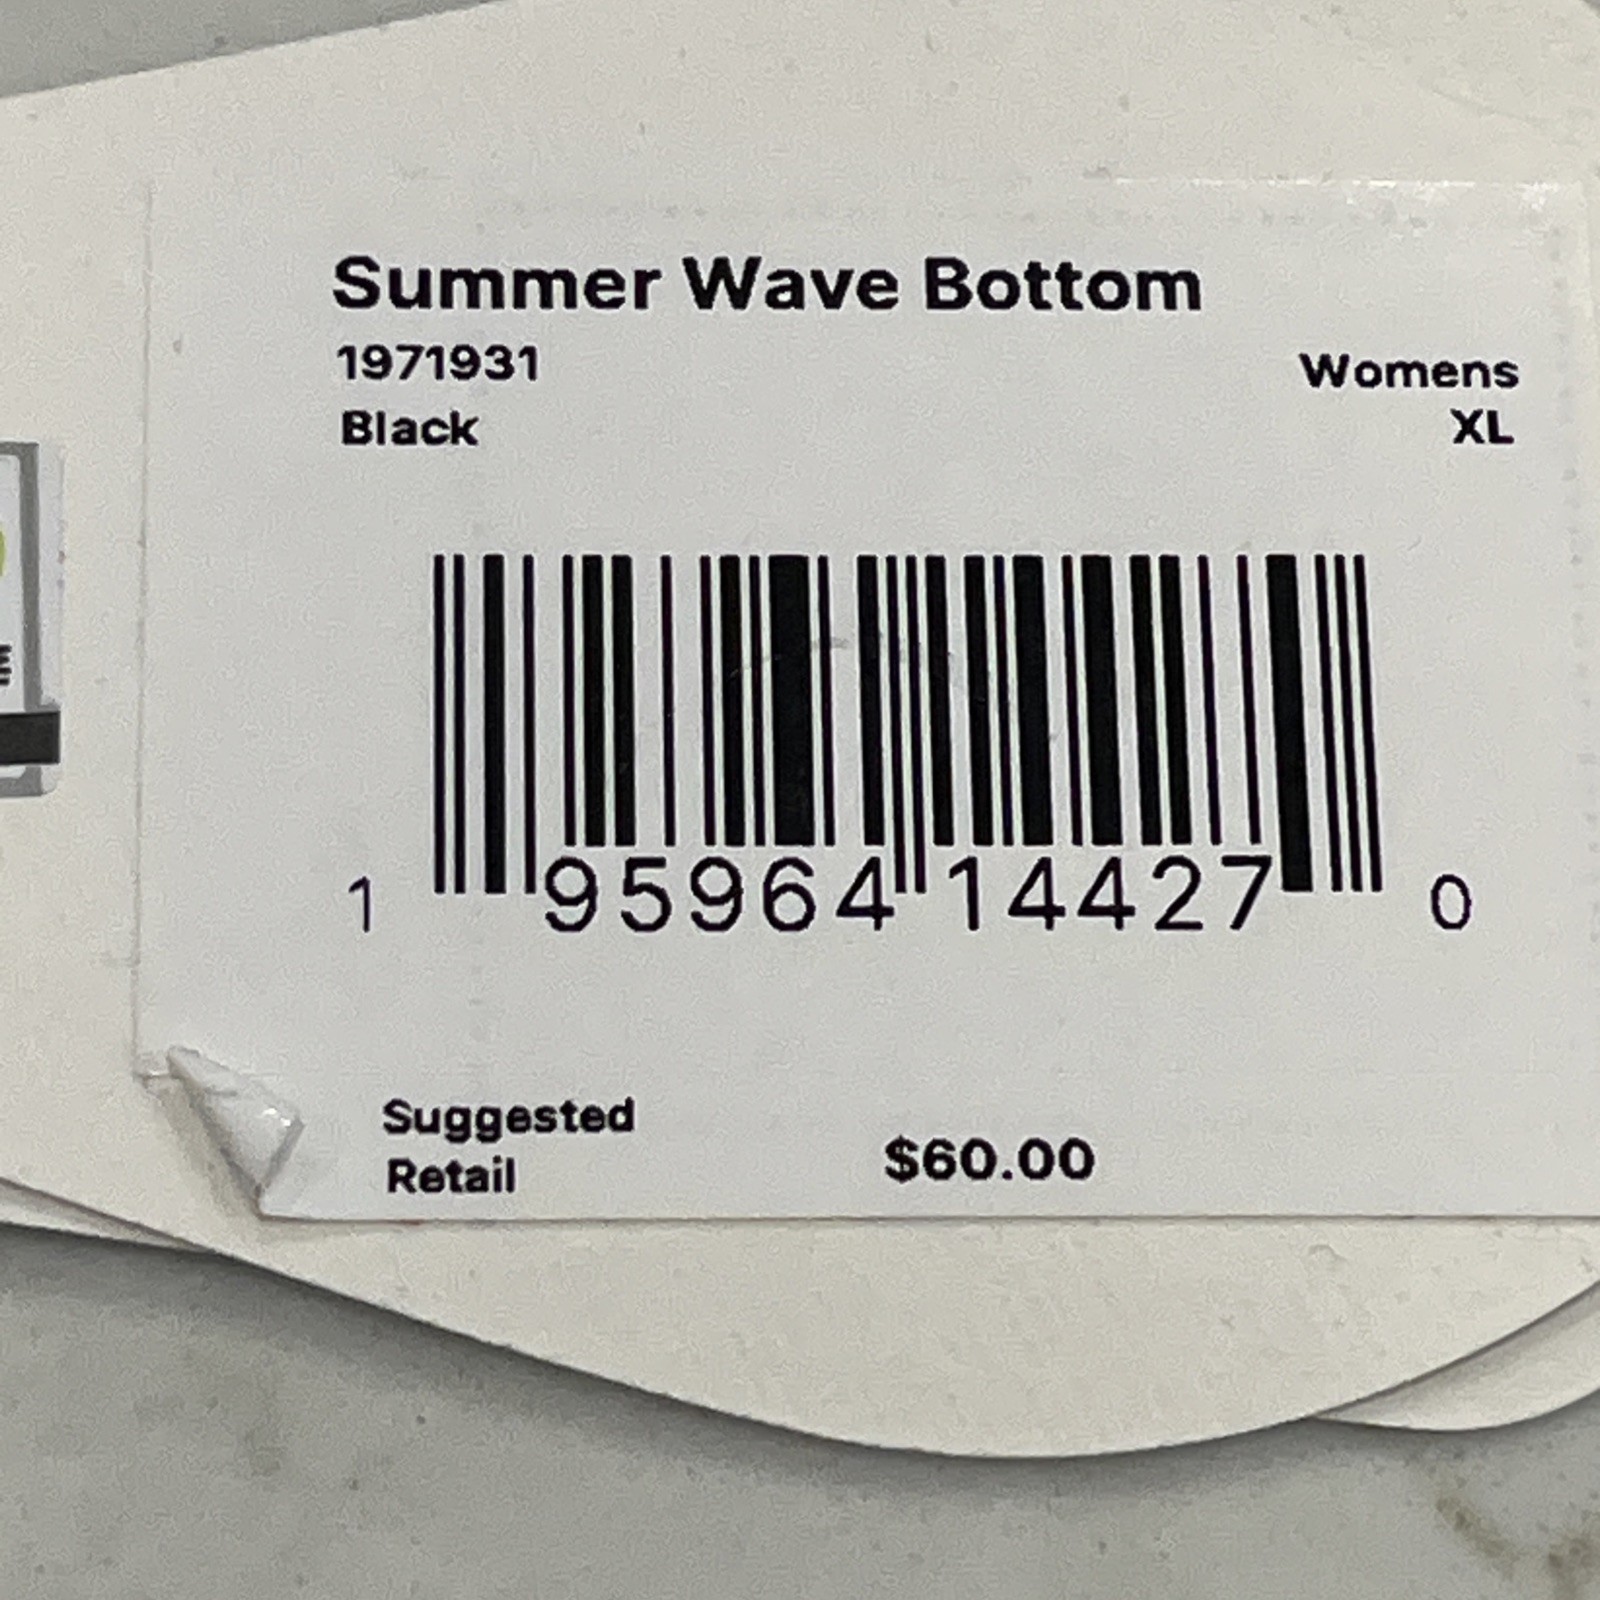 Summer Wave Bottom
1971931
Womens
Black
XL
1 95964 14427 0
Suggested
Retail
$60.00